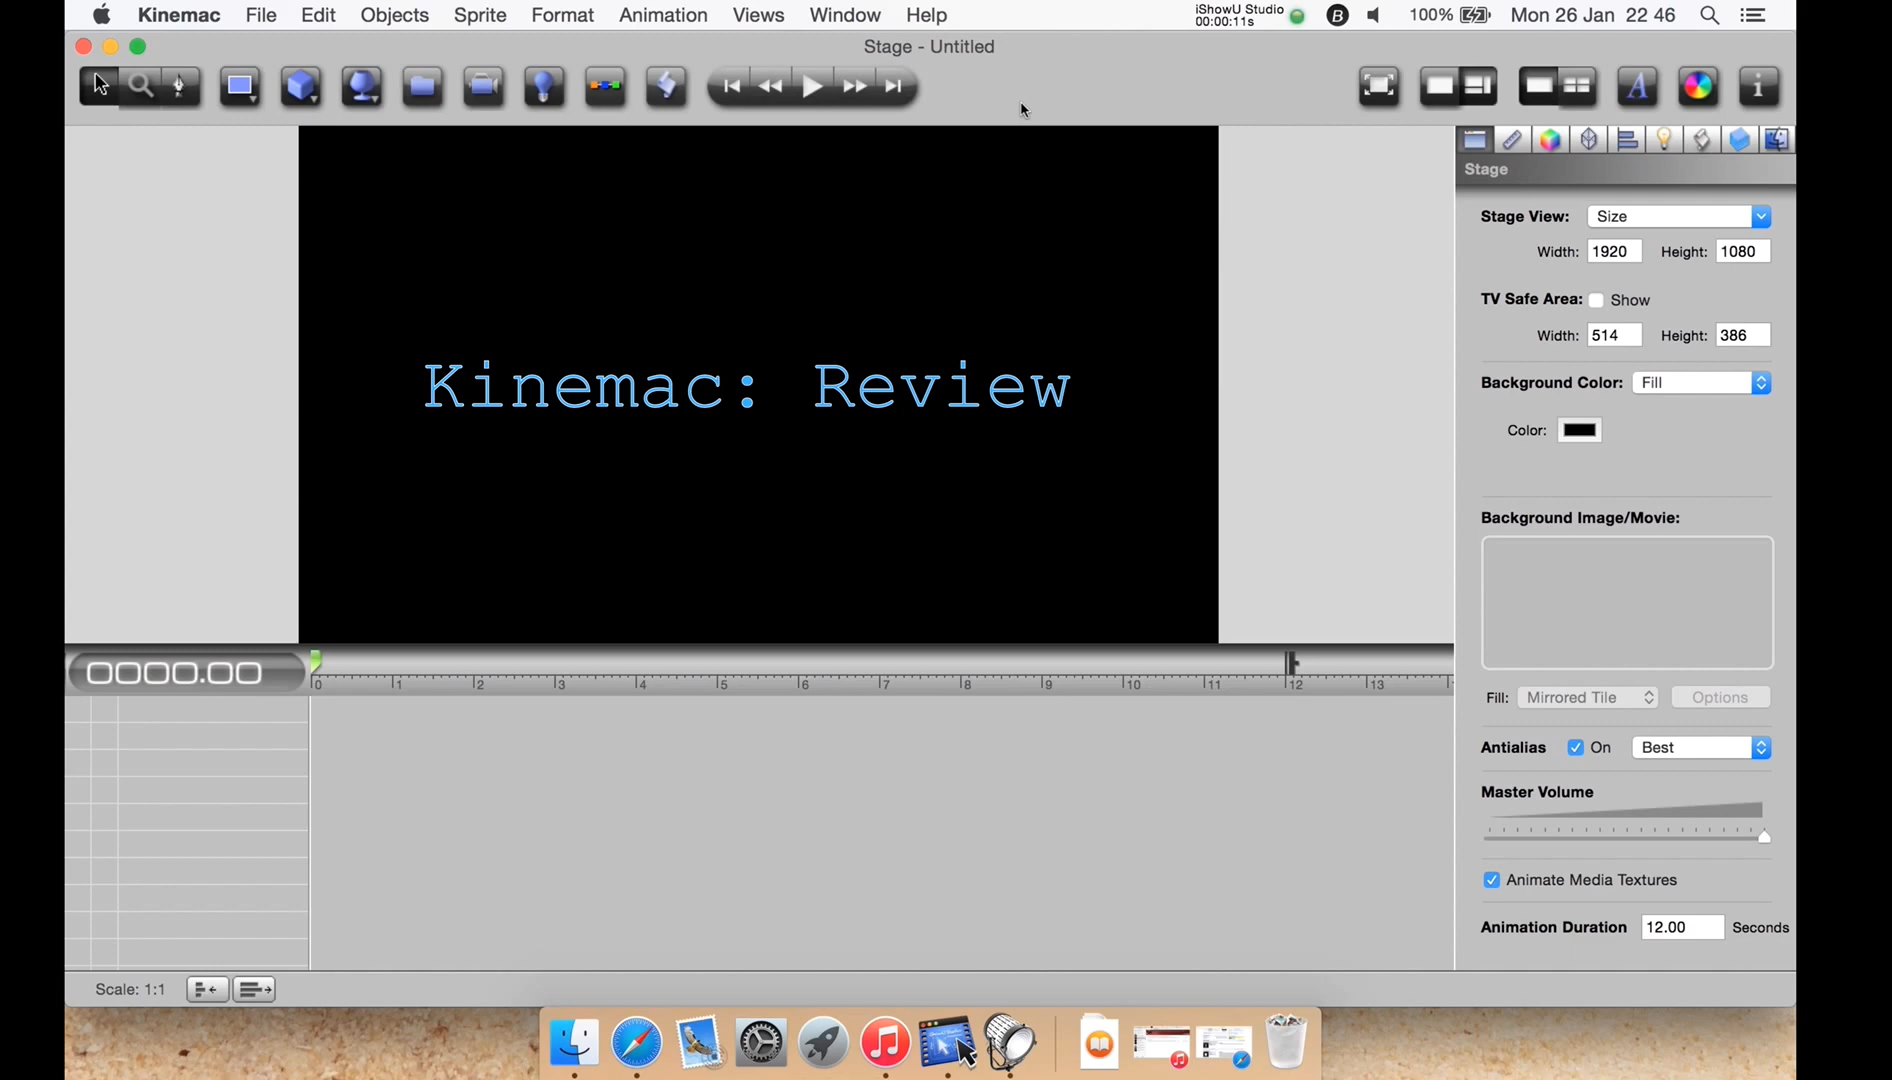 Kinemac File Edit Objects Sprite Format Animation Views Window Help iShowU Studio 00:00:11s 100% Mon 26 Jan 22 46
Stage - Untitled
Stage
Stage View: Size
Width: 1920 Height: 1080
TV Safe Area: Show
Width: 514 Height: 386
Background Color: Fill
Color:
Kinemac: Review
Background Image/Movie:
0000.00
0 1 2 3 4 5 6 7 8 9 10 11 12 13
Fill: Mirrored Tile Options
Antialias On Best
Master Volume
Animate Media Textures
Animation Duration 12.00 Seconds
Scale: 1:1